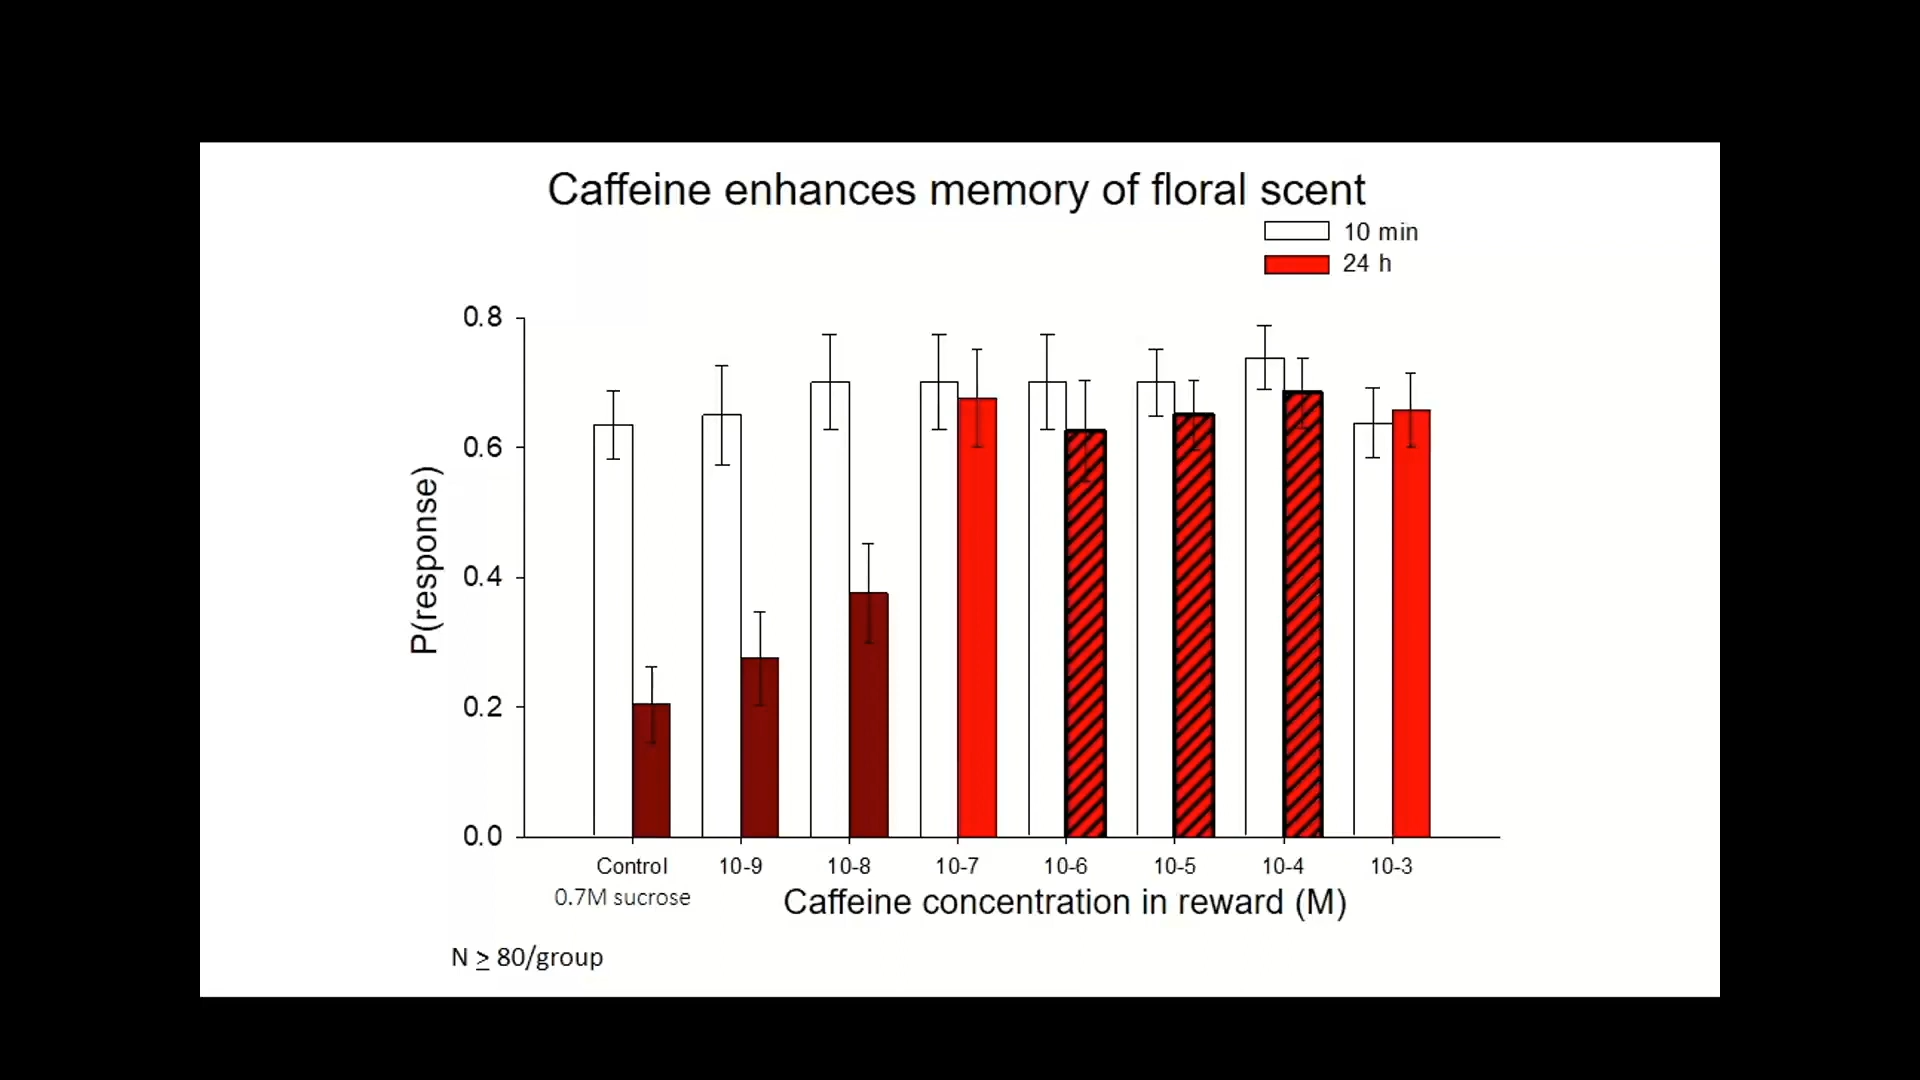 Caffeine enhances memory of floral scent
10 min
24 h
0.8
0.6
0.4
0.2
0.0
P(response)
Control 10-9 10-8 10-7 10-6 10-5 10-4 10-3
0.7M sucrose
Caffeine concentration in reward (M)
N ≥ 80/group